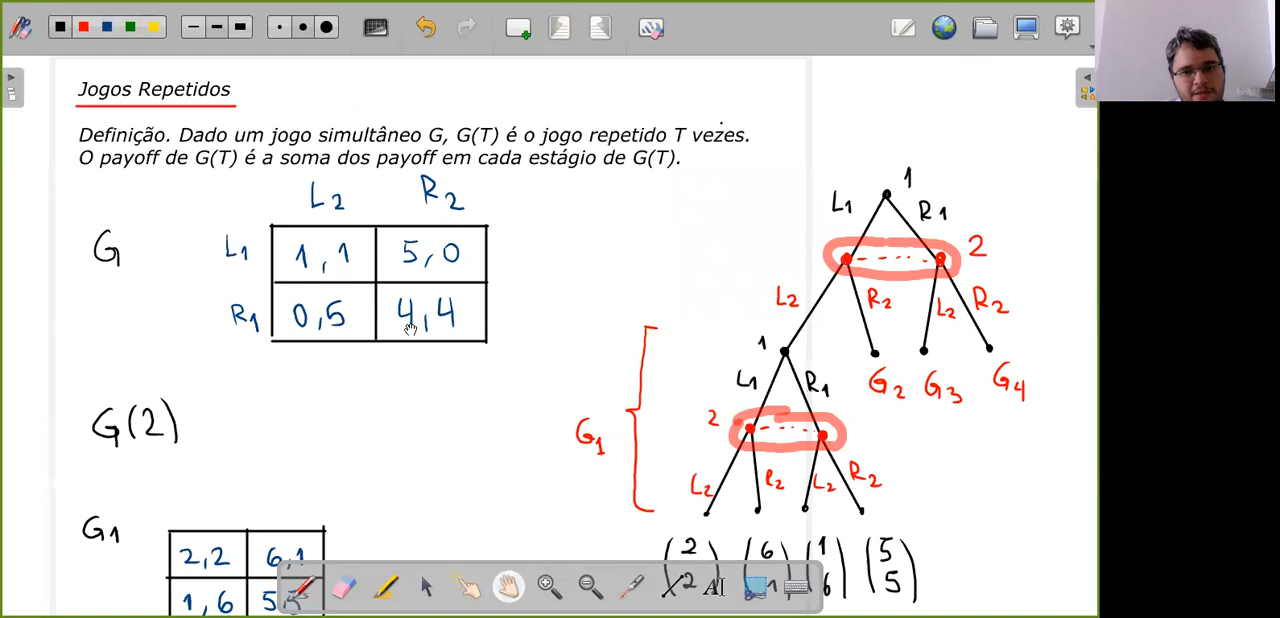 Jogos Repetidos
Definição. Dado um jogo simultâneo G, G(T) é o jogo repetido T vezes.
O payoff de G(T) é a soma dos payoff em cada estágio de G(T).
L2 R2
G L1 1,1 5,0
R1 0,5 4,4
G(2)
G1
2,2 6,1
1,6
1
L1 R1
2
L2 R2 L2 R2
1
G2 G3 G4
L1 R1
2
G1
L2 R2 L2 R2
2 6 1 5
2 1 6 5
AI